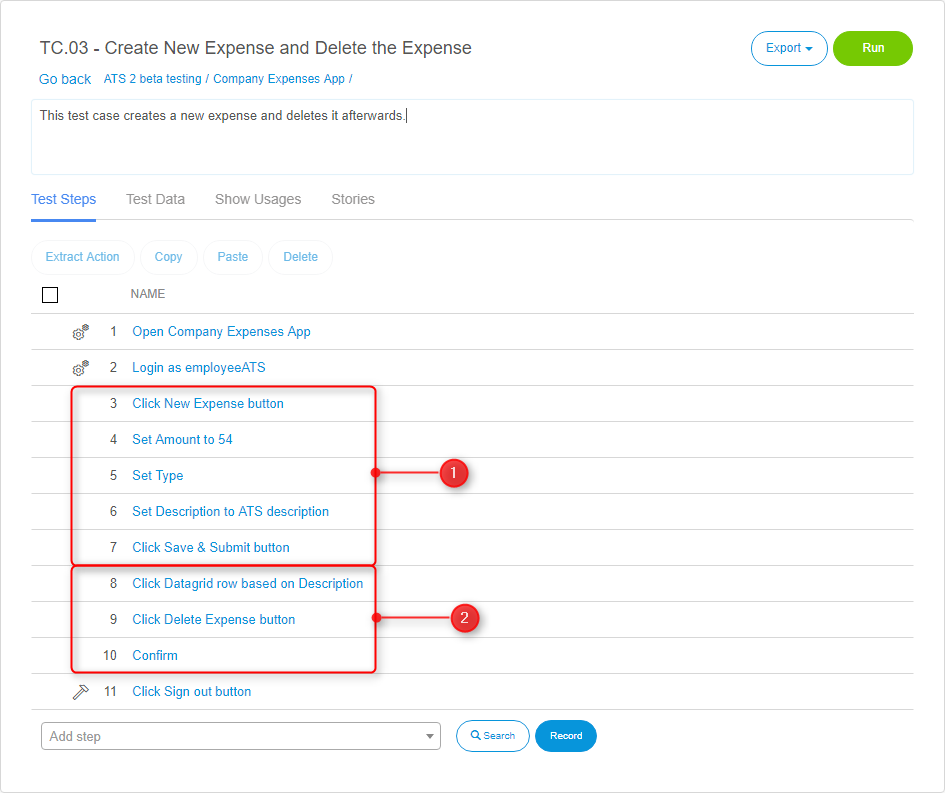 TC.03 - Create New Expense and Delete the Expense
Export
Run
Go back ATS 2 beta testing / Company Expenses App /
This test case creates a new expense and deletes it afterwards.
Test Steps Test Data Show Usages Stories
Extract Action Copy Paste Delete
NAME
1 Open Company Expenses App
2 Login as employeeATS
3 Click New Expense button
4 Set Amount to 54
5 Set Type
1
6 Set Description to ATS description
7 Click Save & Submit button
8 Click Datagrid row based on Description
9 Click Delete Expense button
2
10 Confirm
11 Click Sign out button
Add step Search Record